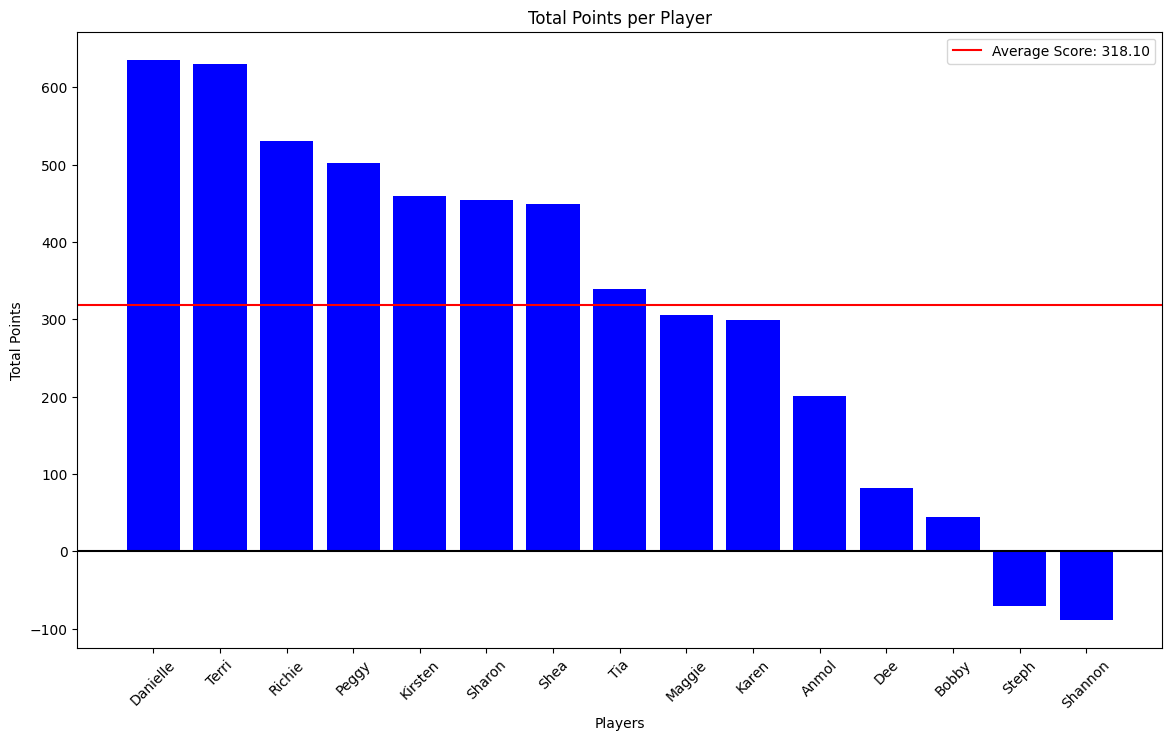 Total Points per Player
Average Score: 318.10
Total Points
600
500
400
300
200
100
0
−100
Danielle
Terri
Richie
Peggy
Kirsten
Sharon
Shea
Tia
Maggie
Karen
Anmol
Dee
Bobby
Steph
Shannon
Players